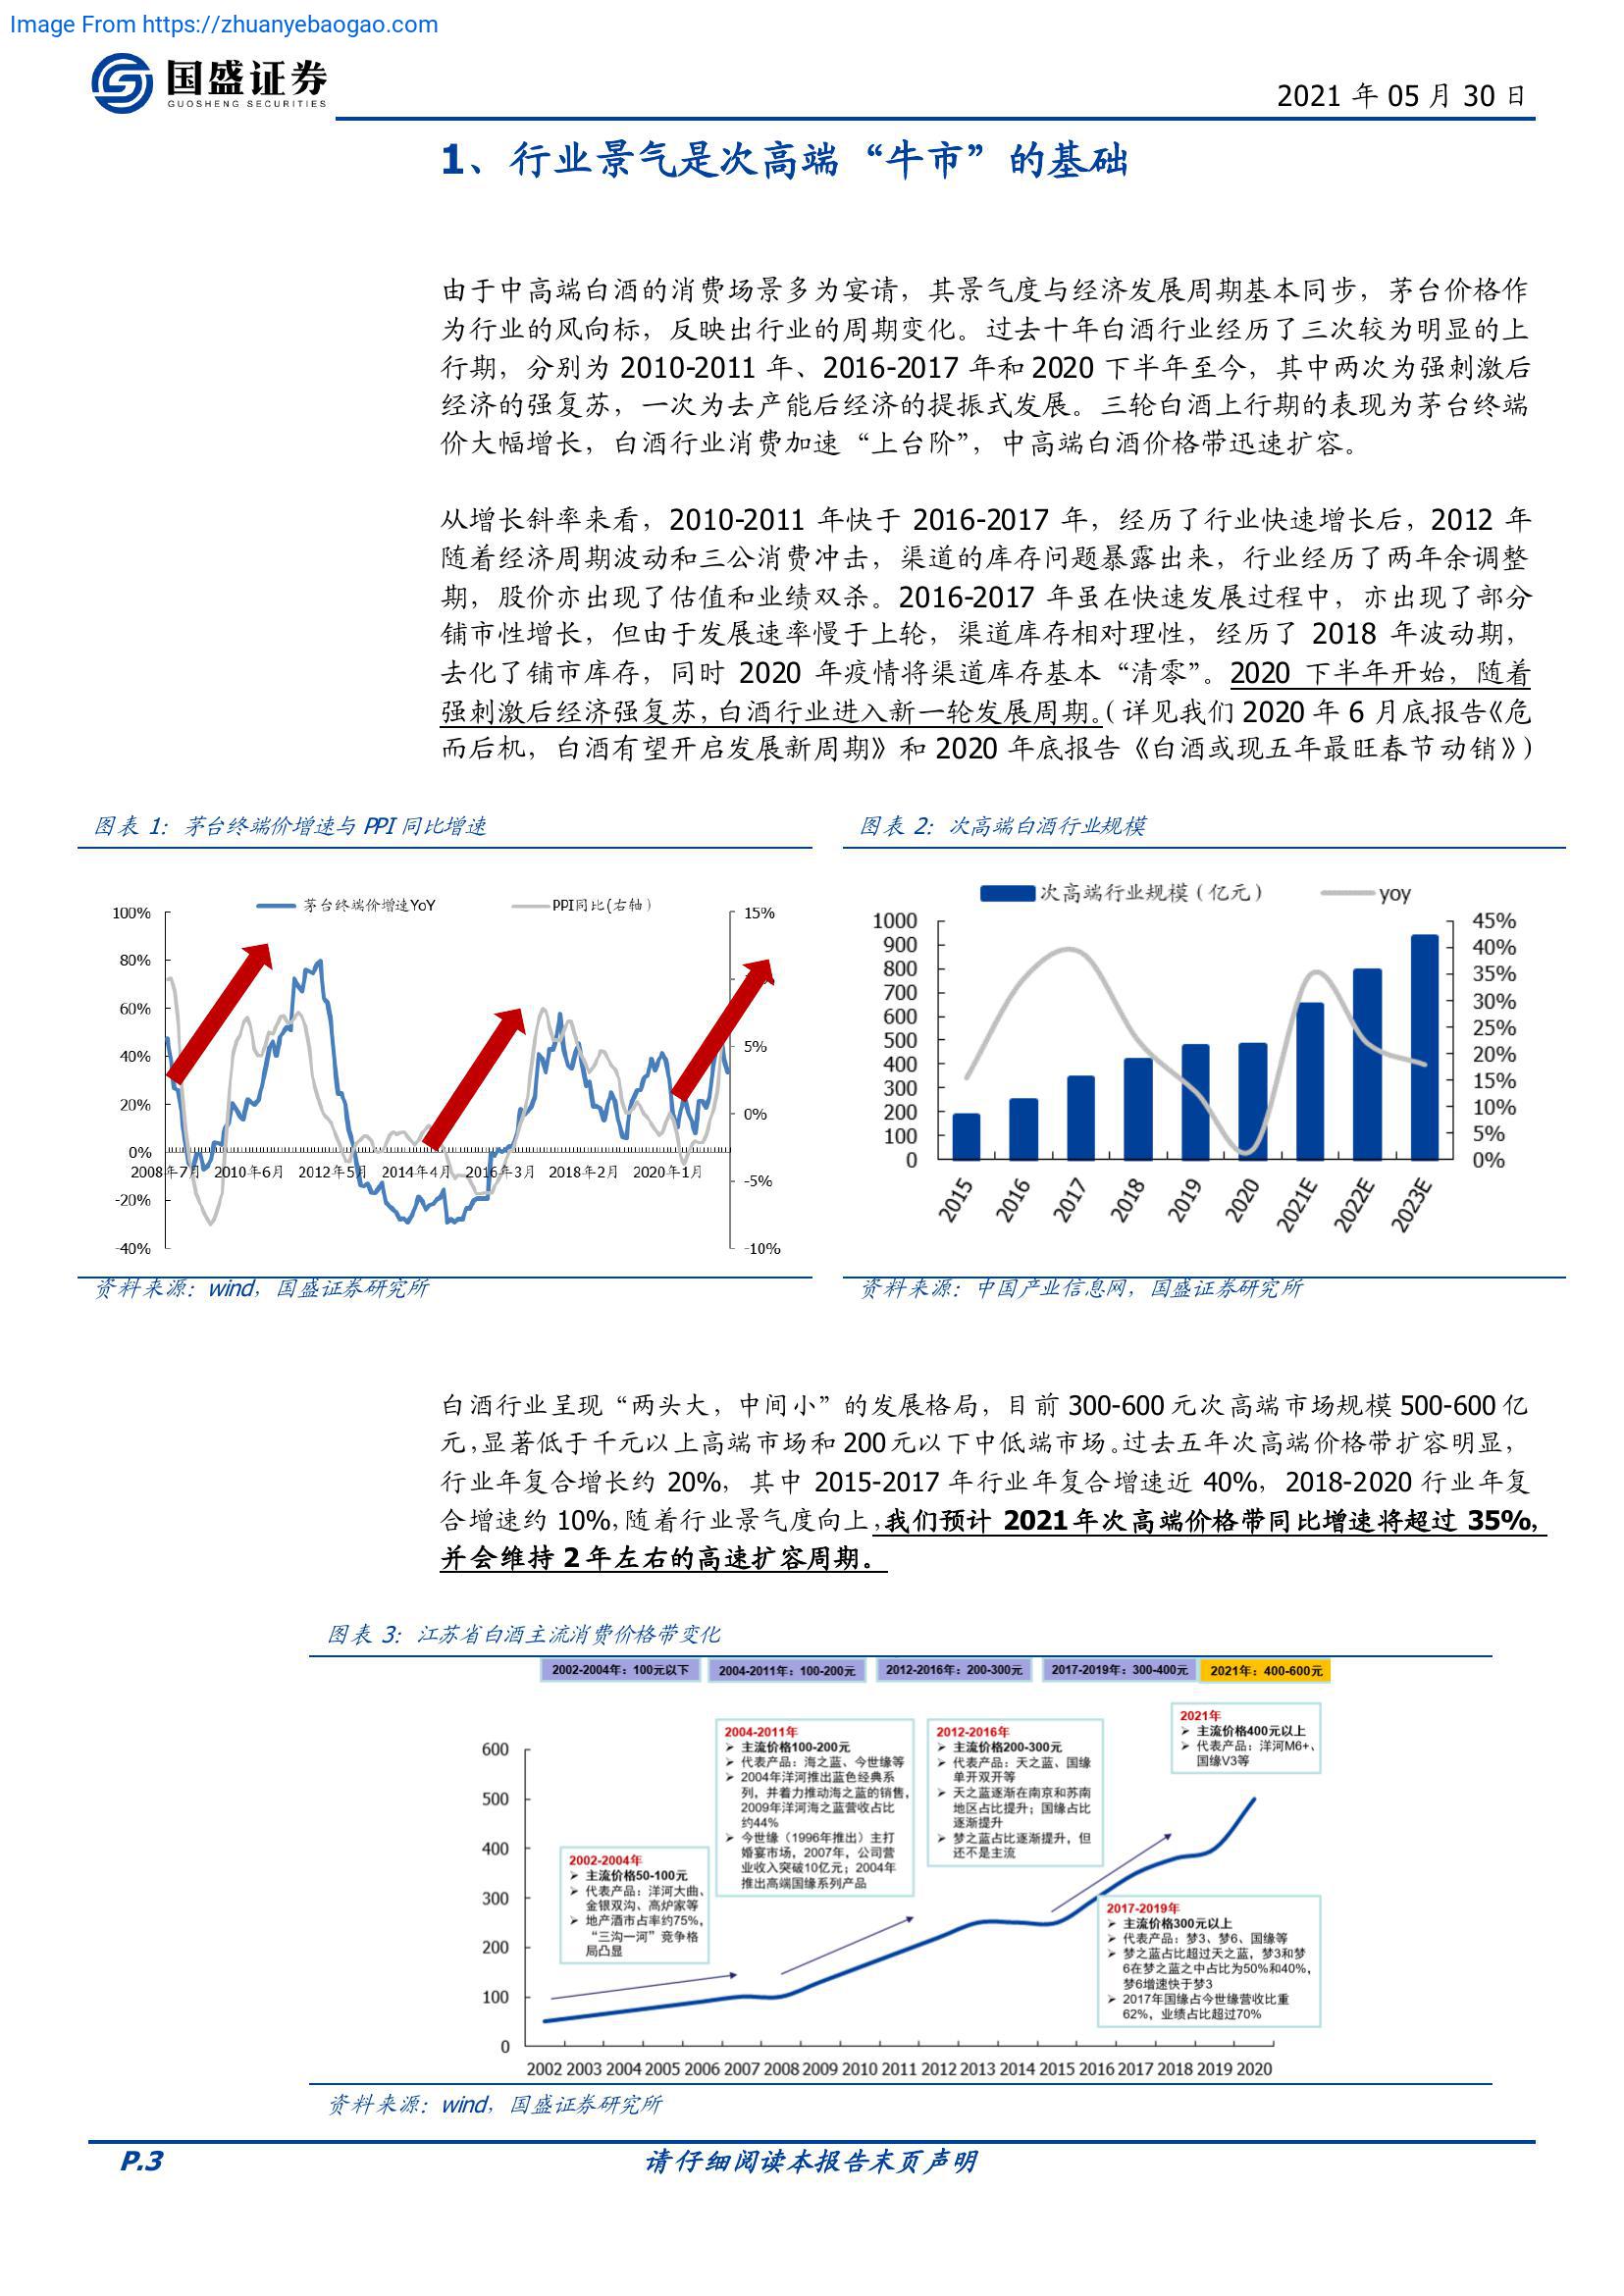 Image From https://zhuanyebaogao.com
国盛证券
GUOSHENG SECURITIES
2021 年 05 月 30 日
1、行业景气是次高端“牛市”的基础
由于中高端白酒的消费场景多为宴请，其景气度与经济发展周期基本同步，茅台价格作
为行业的风向标，反映出行业的周期变化。过去十年白酒行业经历了三次较为明显的上
行期，分别为 2010-2011 年、2016-2017 年和 2020 下半年至今，其中两次为强刺激后
经济的强复苏，一次为去产能后经济的提振式发展。三轮白酒上行期的表现为茅台终端
价大幅增长，白酒行业消费加速“上台阶”，中高端白酒价格带迅速扩容。
从增长斜率来看，2010-2011 年快于 2016-2017 年，经历了行业快速增长后，2012 年
随着经济周期波动和三公消费冲击，渠道的库存问题暴露出来，行业经历了两年余调整
期，股价亦出现了估值和业绩双杀。2016-2017 年虽在快速发展过程中，亦出现了部分
铺市性增长，但由于发展速率慢于上轮，渠道库存相对理性，经历了 2018 年波动期，
去化了铺市库存，同时 2020 年疫情将渠道库存基本“清零”。2020 下半年开始，随着
强刺激后经济强复苏，白酒行业进入新一轮发展周期。（详见我们 2020 年 6 月底报告《危
而后机，白酒有望开启发展新周期》和 2020 年底报告《白酒或现五年最旺春节动销》）
图表 1：茅台终端价增速与 PPI 同比增速
茅台终端价增速YoY
PPI同比(右轴）
100%
80%
60%
40%
20%
0%
-20%
-40%
15%
5%
0%
-5%
-10%
2008年7月 2010年6月 2012年5月 2014年4月 2016年3月 2018年2月 2020年1月
资料来源：wind，国盛证券研究所
图表 2：次高端白酒行业规模
次高端行业规模（亿元）
yoy
1000
900
800
700
600
500
400
300
200
100
0
45%
40%
35%
30%
25%
20%
15%
10%
5%
0%
2015 2016 2017 2018 2019 2020 2021E 2022E 2023E
资料来源：中国产业信息网，国盛证券研究所
白酒行业呈现“两头大，中间小”的发展格局，目前 300-600 元次高端市场规模 500-600 亿
元，显著低于千元以上高端市场和 200 元以下中低端市场。过去五年次高端价格带扩容明显，
行业年复合增长约 20%，其中 2015-2017 年行业年复合增速近 40%，2018-2020 行业年复
合增速约 10%，随着行业景气度向上，我们预计 2021 年次高端价格带同比增速将超过 35%，
并会维持 2 年左右的高速扩容周期。
图表 3：江苏省白酒主流消费价格带变化
2002-2004年：100元以下
2004-2011年：100-200元
2012-2016年：200-300元
2017-2019年：300-400元
2021年：400-600元
600
500
400
300
200
100
0
2002-2004年
➢ 主流价格50-100元
➢ 代表产品：洋河大曲、
金银双沟、高炉家等
➢ 地产酒市占率约75%，
“三沟一河”竞争格
局凸显
2004-2011年
➢ 主流价格100-200元
➢ 代表产品：海之蓝、今世缘等
➢ 2004年洋河推出蓝色经典系
列，并着力推动海之蓝的销售，
2009年洋河海之蓝营收占比
约44%
➢ 今世缘（1996年推出）主打
婚宴市场，2007年，公司营
业收入突破10亿元；2004年
推出高端国缘系列产品
2012-2016年
➢ 主流价格200-300元
➢ 代表产品：天之蓝、国缘
单开双开等
➢ 天之蓝逐渐在南京和苏南
地区占比提升；国缘占比
逐渐提升
➢ 梦之蓝占比逐渐提升，但
还不是主流
2021年
➢ 主流价格400元以上
➢ 代表产品：洋河M6+、
国缘V3等
2017-2019年
➢ 主流价格300元以上
➢ 代表产品：梦3、梦6、国缘等
➢ 梦之蓝占比超过天之蓝，梦3和梦
6在梦之蓝之中占比为50%和40%，
梦6增速快于梦3
➢ 2017年国缘占今世缘营收比重
62%，业绩占比超过70%
2002 2003 2004 2005 2006 2007 2008 2009 2010 2011 2012 2013 2014 2015 2016 2017 2018 2019 2020
资料来源：wind，国盛证券研究所
P.3
请仔细阅读本报告末页声明